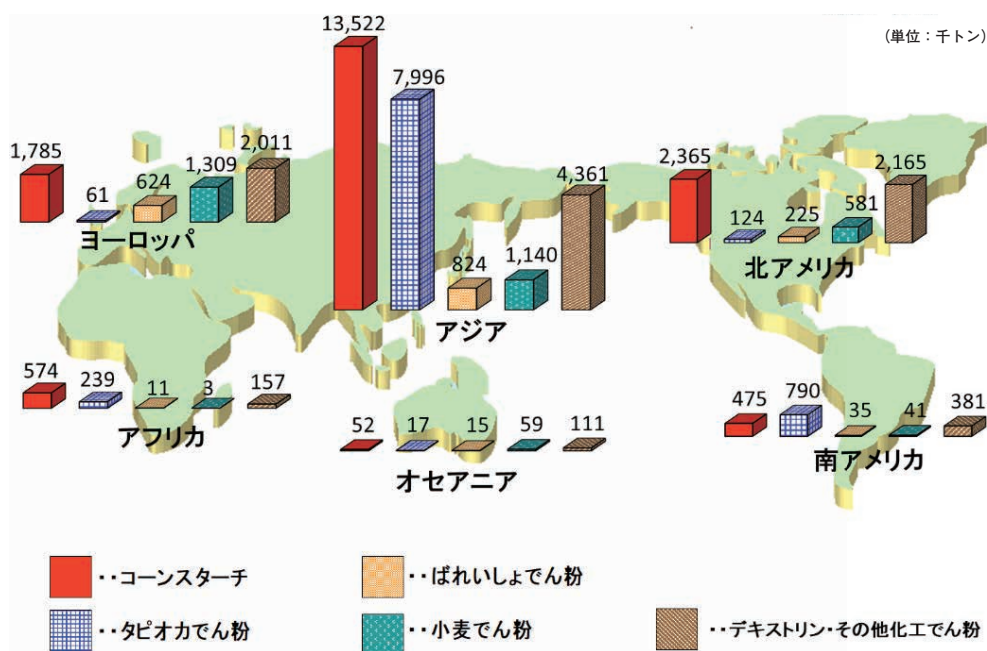 (単位：千トン)
13,522
7,996
824
1,140
4,361
アジア
1,785
61
624
1,309
2,011
ヨーロッパ
2,365
124
225
581
2,165
北アメリカ
574
239
11
3
157
アフリカ
52
17
15
59
111
オセアニア
475
790
35
41
381
南アメリカ
・・コーンスターチ
・・ばれいしょでん粉
・・タピオカでん粉
・・小麦でん粉
・・デキストリン・その他化工でん粉